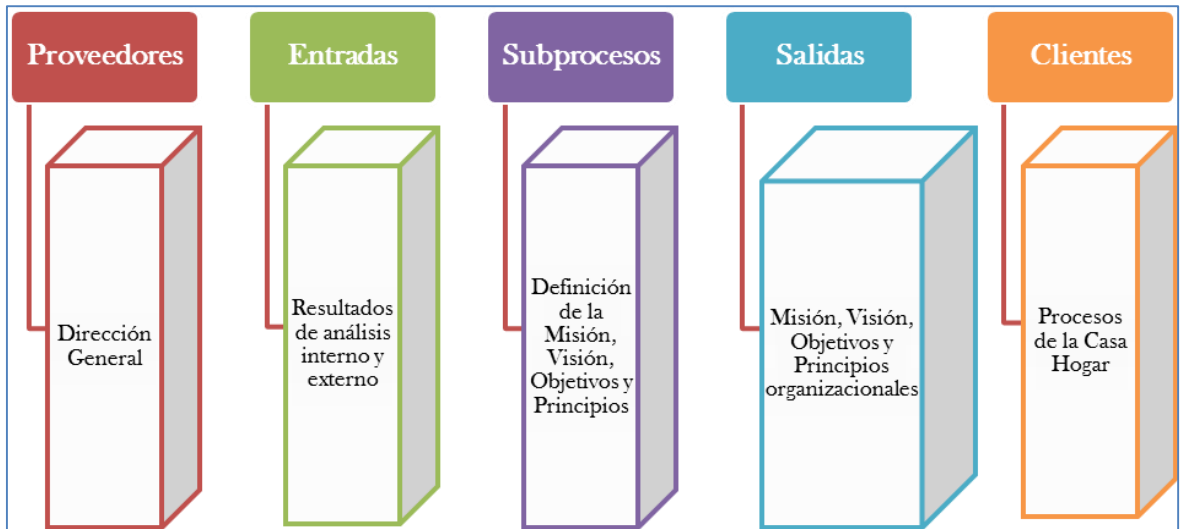 Proveedores
Entradas
Subprocesos
Salidas
Clientes
Dirección
General
Resultados
de análisis
interno y
externo
Definición
de la
Misión,
Visión,
Objetivos y
Principios
Misión, Visión,
Objetivos y
Principios
organizacionales
Procesos
de la Casa
Hogar